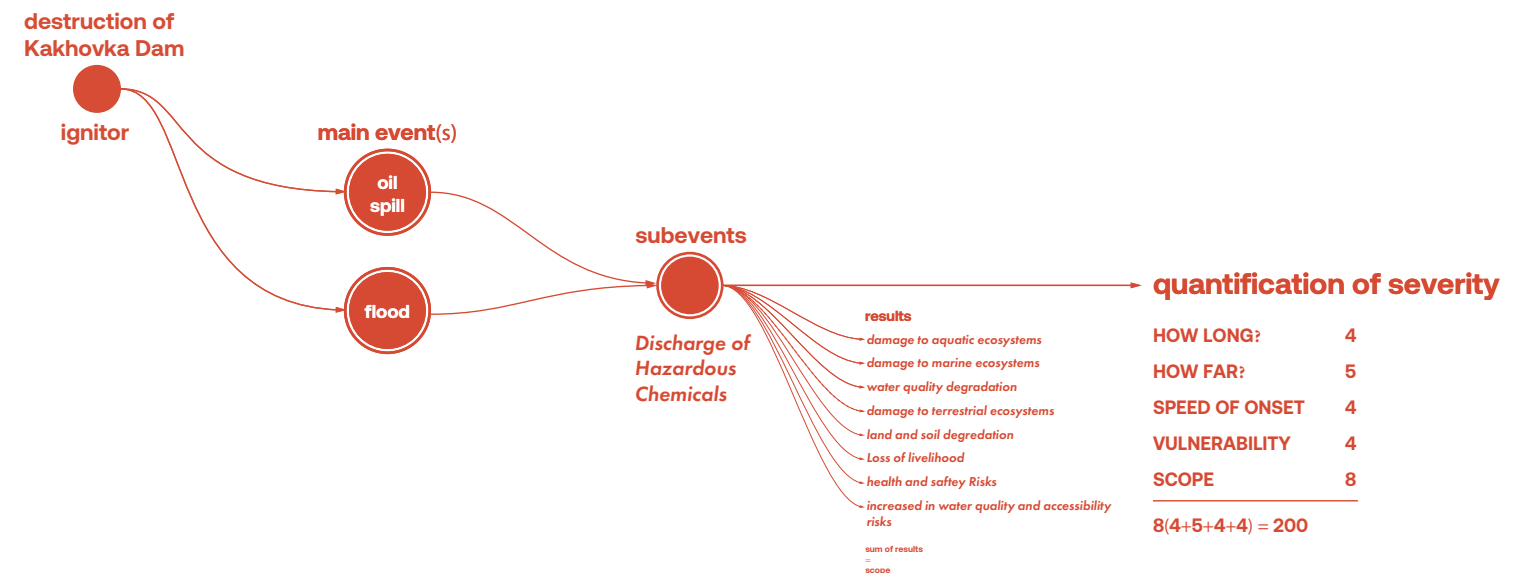 destruction of
Kakhovka Dam
ignitor
main event(s)
oil
spill
flood
subevents
Discharge of
Hazardous
Chemicals
results
damage to aquatic ecosystems
damage to marine ecosystems
water quality degradation
damage to terrestrial ecosystems
land and soil degredation
Loss of livelihood
health and saftey Risks
increased in water quality and accessibility
risks
sum of results
=
scope
quantification of severity
HOW LONG? 4
HOW FAR? 5
SPEED OF ONSET 4
VULNERABILITY 4
SCOPE 8
8(4+5+4+4) = 200